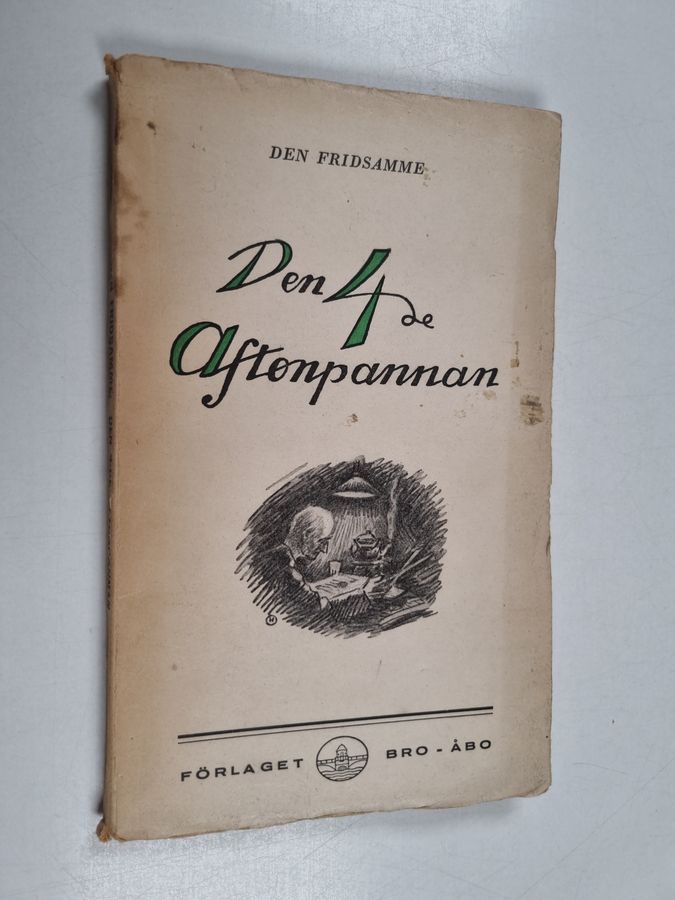 DEN FRIDSAMME
Den 4de
Aftonpannan
H
FÖRLAGET BRO - ÅBO